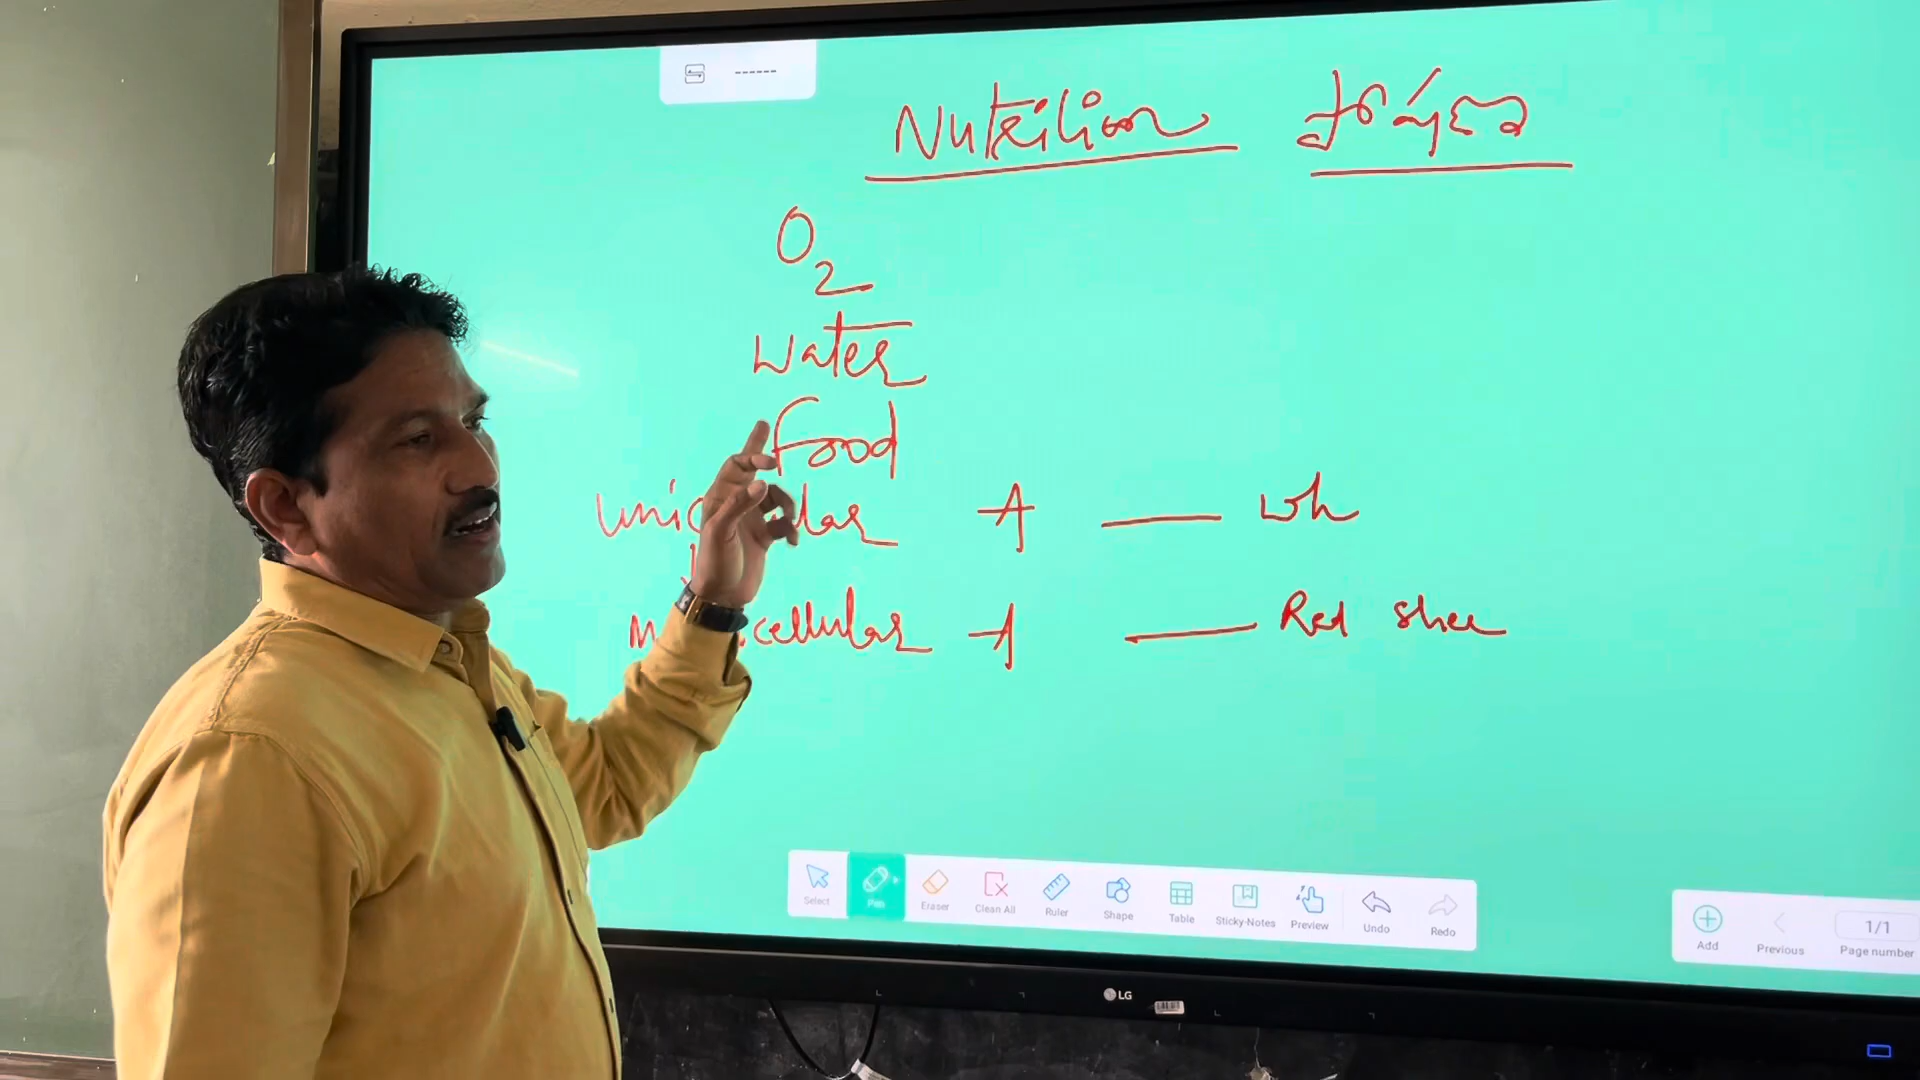 ------
Nutrition పోషణ
O2
Water
Food
multicellular A — Red Shee
unicellular A — Wh
Select Pen Eraser Clean All Ruler Shape Table Sticky-Notes Preview Undo Redo
Add Previous 1/1 Page number
LG